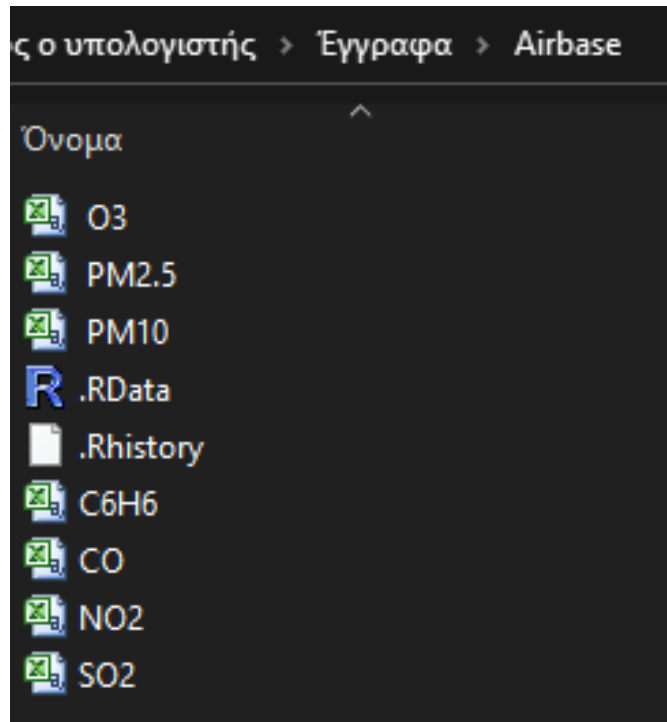 ο υπολογιστής > Έγγραφα > Airbase
Όνομα
O3
PM2.5
PM10
.RData
.Rhistory
C6H6
CO
NO2
SO2